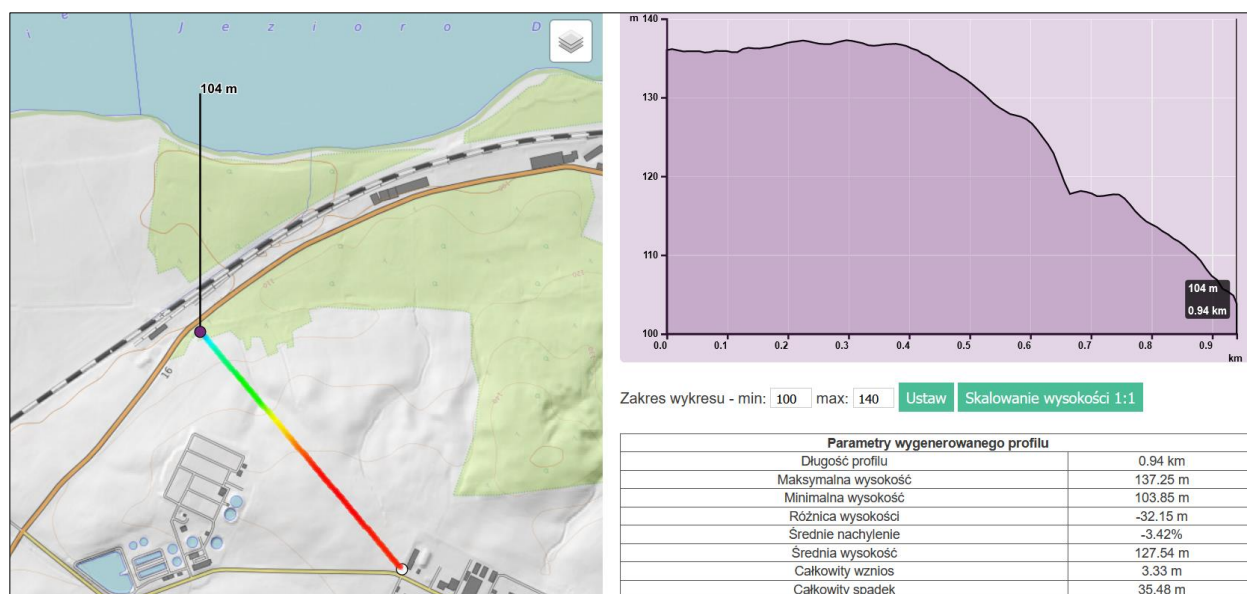 i e J e z i o r o D
104 m
16
m 140
130
120
110
100
0.0 0.1 0.2 0.3 0.4 0.5 0.6 0.7 0.8 0.9
km
104 m
0.94 km
Zakres wykresu - min: 100 max: 140 Ustaw Skalowanie wysokości 1:1
Parametry wygenerowanego profilu
Długość profilu 0.94 km
Maksymalna wysokość 137.25 m
Minimalna wysokość 103.85 m
Różnica wysokości -32.15 m
Średnie nachylenie -3.42%
Średnia wysokość 127.54 m
Całkowity wznios 3.33 m
Całkowity spadek 35.48 m